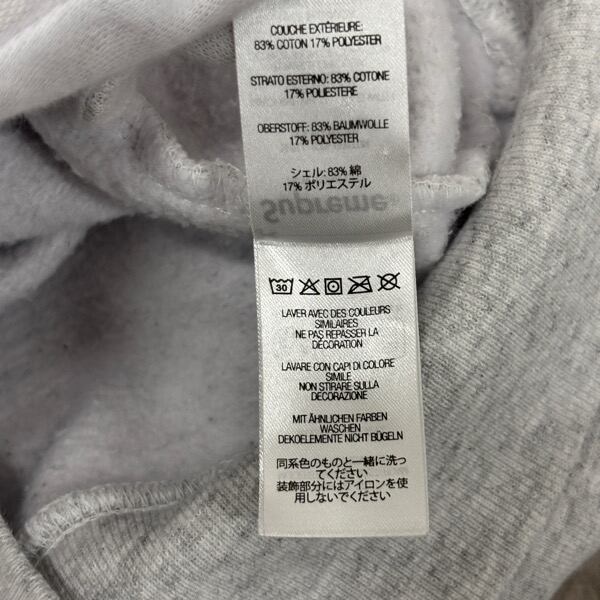 COUCHE EXTÉRIEURE:
83% COTON 17% POLYESTER
STRATO ESTERNO: 83% COTONE
17% POLIESTERE
OBERSTOFF: 83% BAUMWOLLE
17% POLYESTER
シェル: 83% 綿
17% ポリエステル
Supreme
30
LAVER AVEC DES COULEURS
SIMILAIRES
NE PAS REPASSER LA
DÉCORATION
LAVARE CON CAPI DI COLORE
SIMILE
NON STIRARE SULLA
DECORAZIONE
MIT ÄHNLICHEN FARBEN
WASCHEN
DEKOELEMENTE NICHT BÜGELN
同系色のものと一緒に洗っ
てください
装飾部分にはアイロンを使
用しないでください